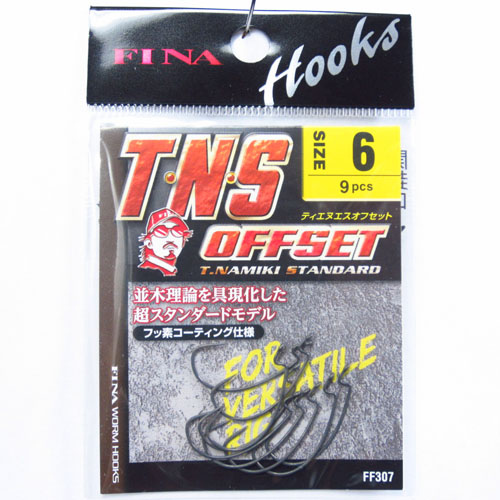 FINA Hooks
SIZE 6
9pcs
T・N・S
ティエヌエスオフセット
OFFSET
T.NAMIKI STANDARD
並木理論を具現化した
超スタンダードモデル
フッ素コーティング仕様
FOR
VERSATILE
RIG
FINA WORM HOOKS
FF307